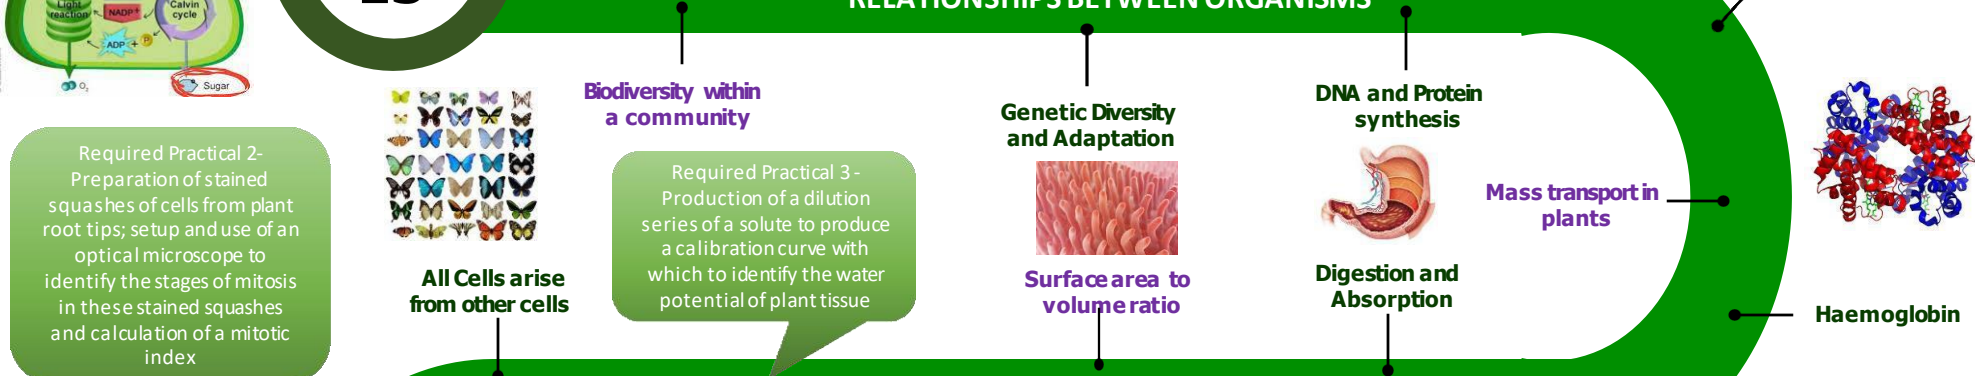 Light
reaction
NADP+
Calvin
cycle
ADP + P
O2
Sugar
RELATIONSHIPS BETWEEN ORGANISMS
Biodiversity within
a community
Genetic Diversity
and Adaptation
DNA and Protein
synthesis
Required Practical 2-
Preparation of stained
squashes of cells from plant
root tips; setup and use of an
optical microscope to
identify the stages of mitosis
in these stained squashes
and calculation of a mitotic
index
Required Practical 3 -
Production of a dilution
series of a solute to produce
a calibration curve with
which to identify the water
potential of plant tissue
Mass transport in
plants
All Cells arise
from other cells
Surface area to
volume ratio
Digestion and
Absorption
Haemoglobin